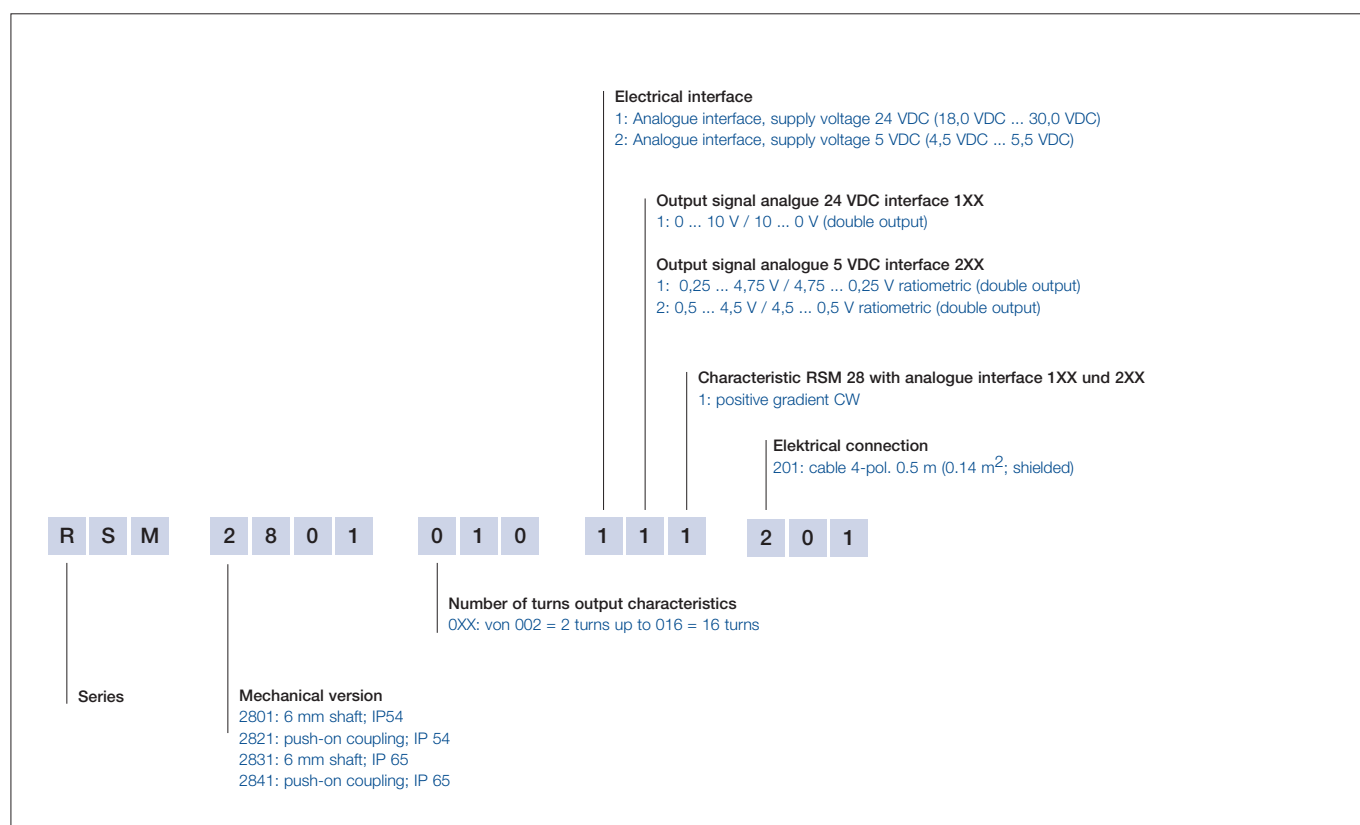 Electrical interface
1: Analogue interface, supply voltage 24 VDC (18,0 VDC ... 30,0 VDC)
2: Analogue interface, supply voltage 5 VDC (4,5 VDC ... 5,5 VDC)
Output signal analgue 24 VDC interface 1XX
1: 0 ... 10 V / 10 ... 0 V (double output)
Output signal analogue 5 VDC interface 2XX
1: 0,25 ... 4,75 V / 4,75 ... 0,25 V ratiometric (double output)
2: 0,5 ... 4,5 V / 4,5 ... 0,5 V ratiometric (double output)
Characteristic RSM 28 with analogue interface 1XX und 2XX
1: positive gradient CW
Elektrical connection
201: cable 4-pol. 0.5 m (0.14 m²; shielded)
R S M 2 8 0 1 0 1 0 1 1 1 2 0 1
Number of turns output characteristics
0XX: von 002 = 2 turns up to 016 = 16 turns
Series
Mechanical version
2801: 6 mm shaft; IP54
2821: push-on coupling; IP 54
2831: 6 mm shaft; IP 65
2841: push-on coupling; IP 65